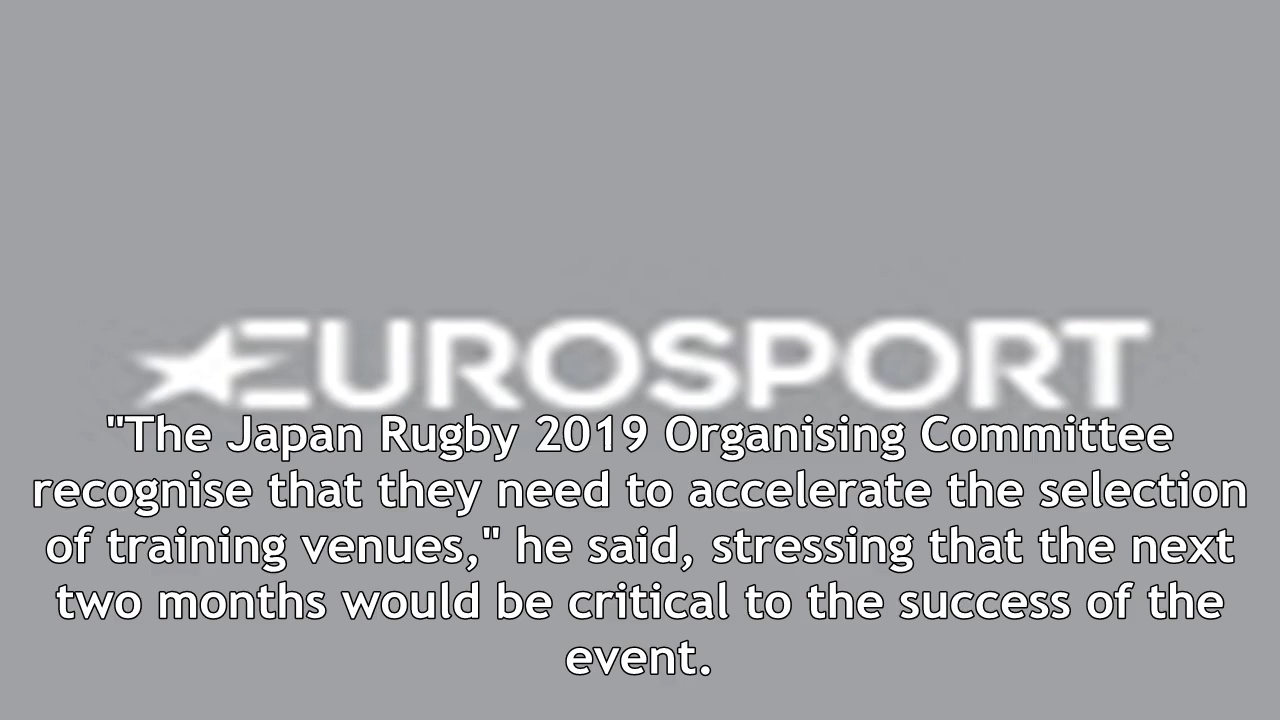 EUROSPORT
"The Japan Rugby 2019 Organising Committee
recognise that they need to accelerate the selection
of training venues," he said, stressing that the next
two months would be critical to the success of the
event.